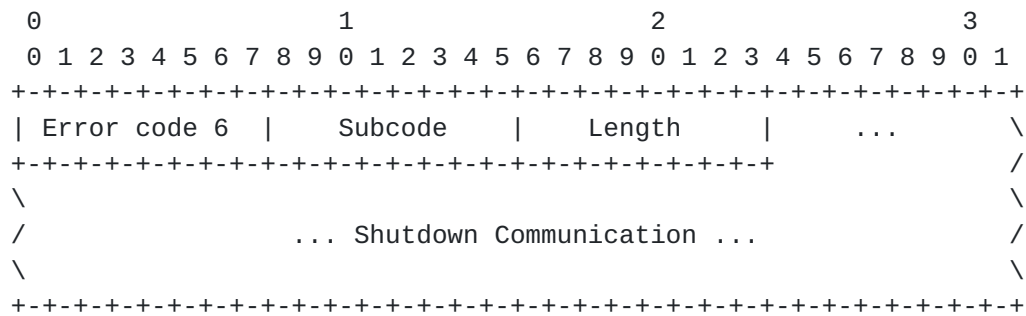 0                   1                   2                   3
 0 1 2 3 4 5 6 7 8 9 0 1 2 3 4 5 6 7 8 9 0 1 2 3 4 5 6 7 8 9 0 1
+-+-+-+-+-+-+-+-+-+-+-+-+-+-+-+-+-+-+-+-+-+-+-+-+-+-+-+-+-+-+-+-+
| Error code 6  |    Subcode    |    Length     |     ...       \
+-+-+-+-+-+-+-+-+-+-+-+-+-+-+-+-+-+-+-+-+-+-+-+-+               /
\                                                               \
/                 ... Shutdown Communication ...                /
\                                                               \
+-+-+-+-+-+-+-+-+-+-+-+-+-+-+-+-+-+-+-+-+-+-+-+-+-+-+-+-+-+-+-+-+